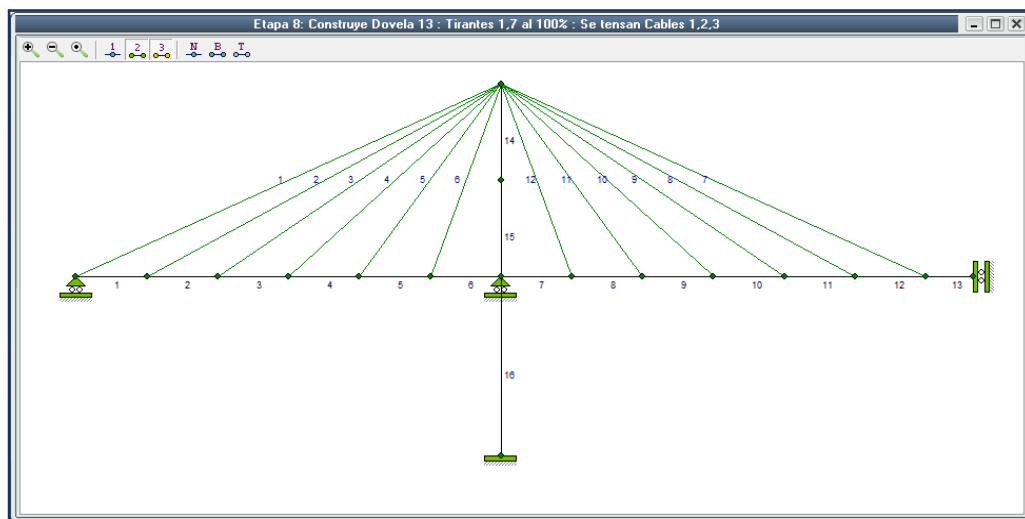 Etapa 8: Construye Dovela 13 : Tirantes 1,7 al 100% : Se tensan Cables 1,2,3
1 2 3 N B T
14
1 2 3 4 5 6 12 11 10 9 8 7
15
1 2 3 4 5 6 7 8 9 10 11 12 13
16